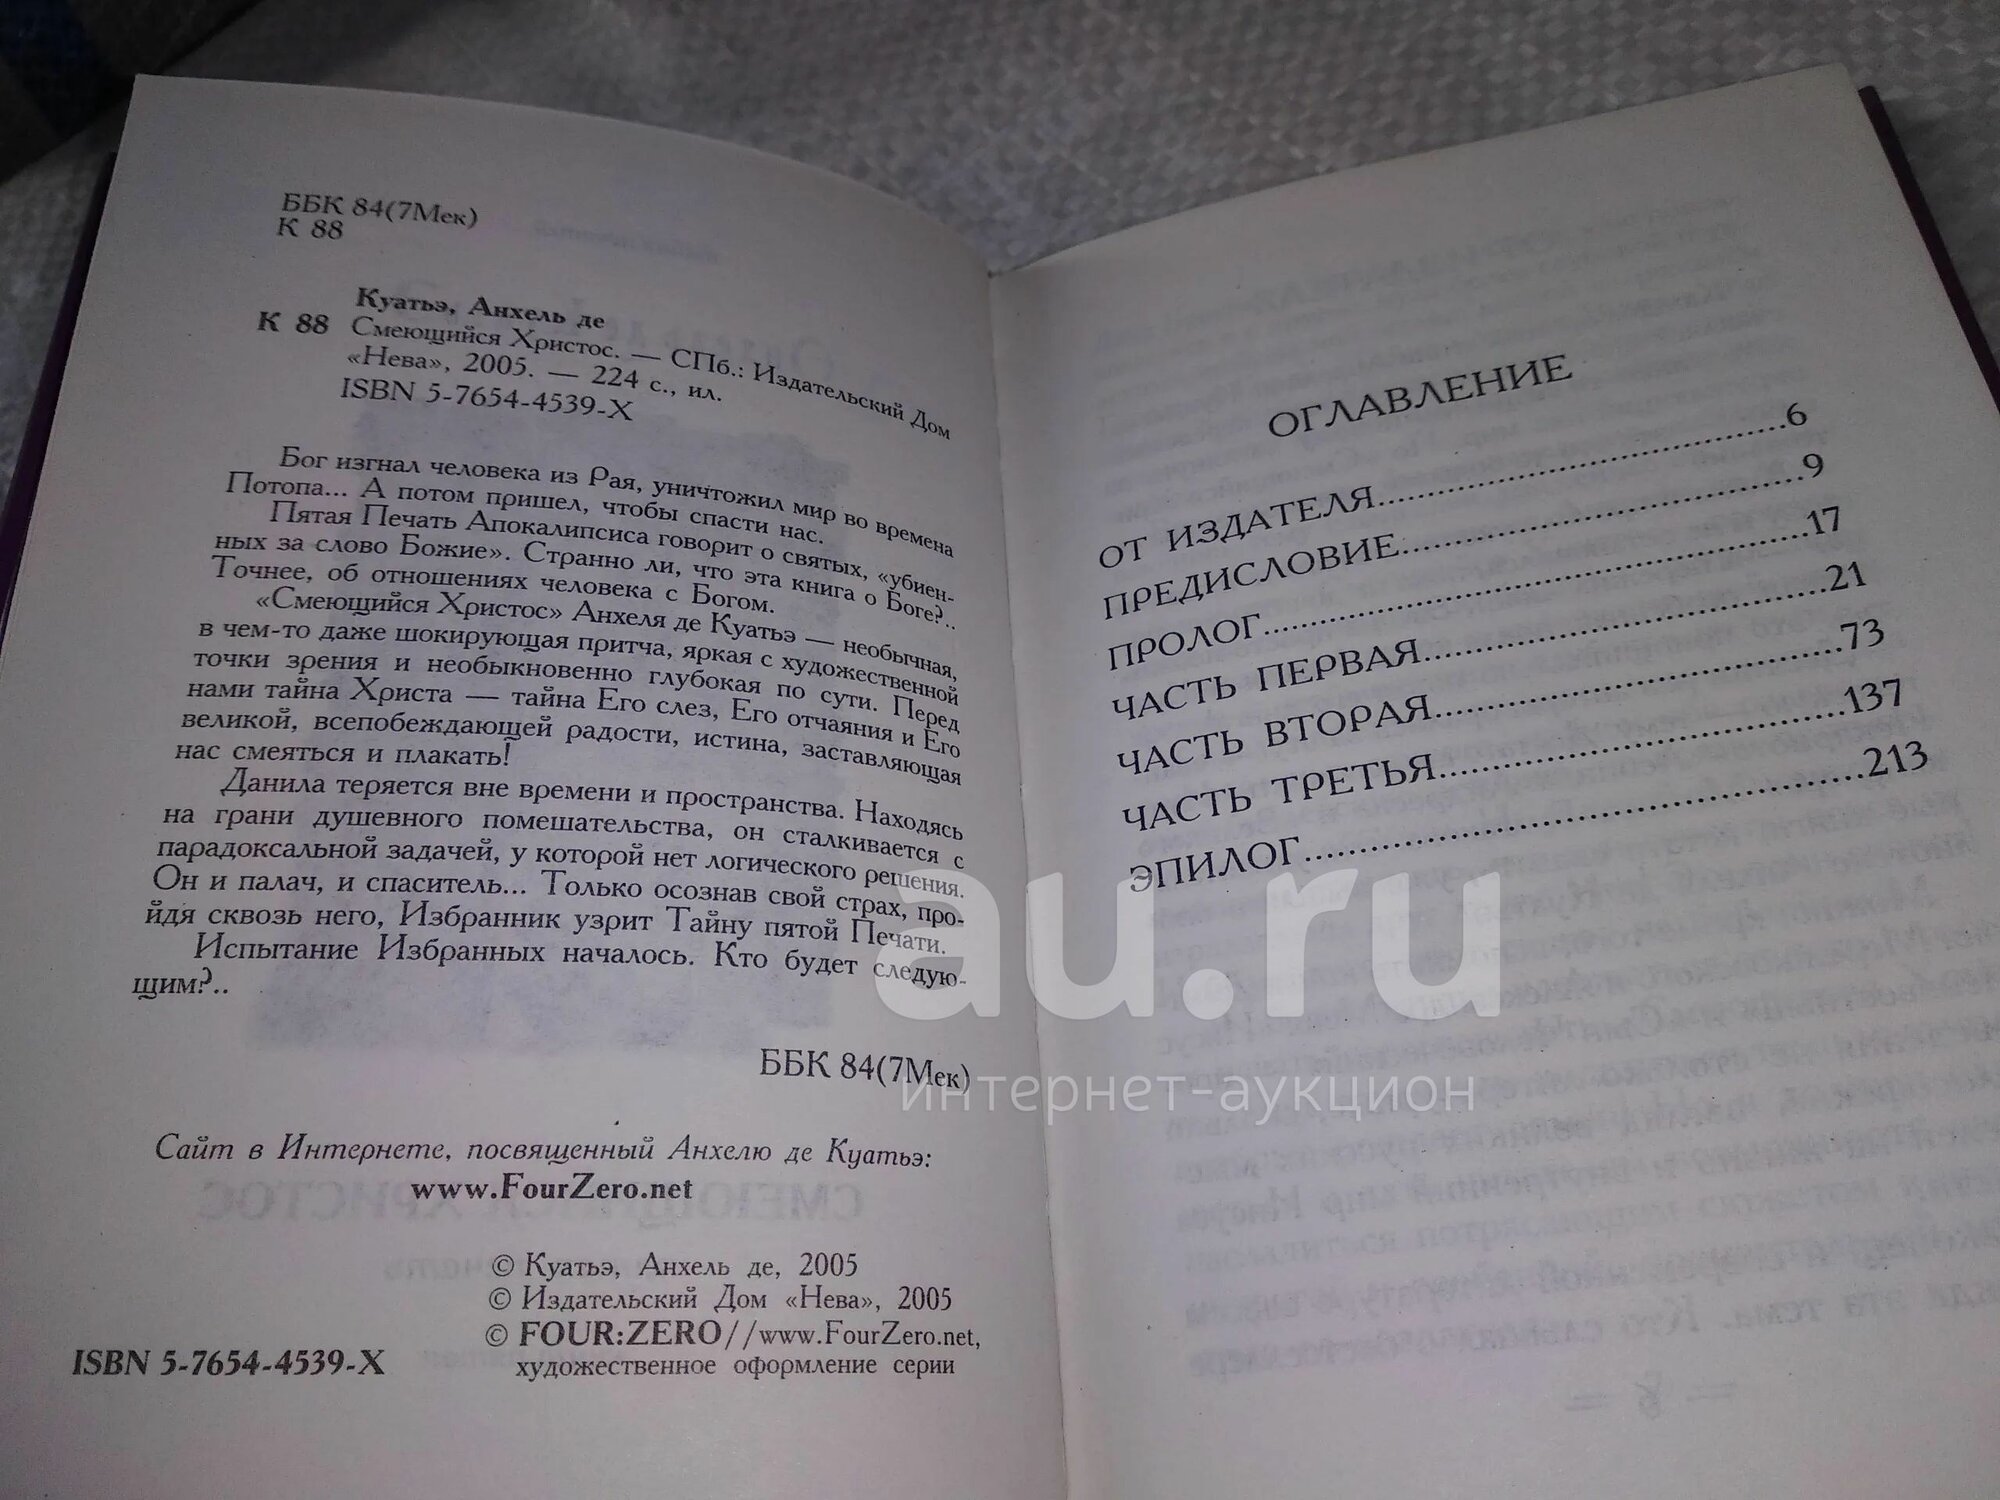 ББК 84(7Мек)
К 88
Куатьэ, Анхель де
К 88 Смеющийся Христос. — СПб.: Издательский Дом
«Нева», 2005. — 224 с., ил.
ISBN 5-7654-4539-X
Бог изгнал человека из Рая, уничтожил мир во времена
Потопа... А потом пришел, чтобы спасти нас.
Пятая Печать Апокалипсиса говорит о святых, «убиен-
ных за слово Божие». Странно ли, что эта книга о Боге?..
Точнее, об отношениях человека с Богом.
«Смеющийся Христос» Анхеля де Куатьэ — необычная,
в чем-то даже шокирующая притча, яркая с художественной
точки зрения и необыкновенно глубокая по сути. Перед
нами тайна Христа — тайна Его слез, Его отчаяния и Его
великой, всепобеждающей радости, истина, заставляющая
нас смеяться и плакать!
Данила теряется вне времени и пространства. Находясь
на грани душевного помешательства, он сталкивается с
парадоксальной задачей, у которой нет логического решения.
Он и палач, и спаситель... Только осознав свой страх, про-
йдя сквозь него, Избранник узрит Тайну пятой Печати.
Испытание Избранных началось. Кто будет следую-
щим?..
ББК 84(7Мек)
Сайт в Интернете, посвященный Анхелю де Куатьэ:
www.FourZero.net
© Куатьэ, Анхель де, 2005
© Издательский Дом «Нева», 2005
© FOUR:ZERO//www.FourZero.net,
ISBN 5-7654-4539-X художественное оформление серии
ОГЛАВЛЕНИЕ
ОТ ИЗДАТЕЛЯ..........6
ПРЕДИСЛОВИЕ..........9
ПРОЛОГ..........17
ЧАСТЬ ПЕРВАЯ..........21
ЧАСТЬ ВТОРАЯ..........73
ЧАСТЬ ТРЕТЬЯ..........137
ЭПИЛОГ..........213
au.ru
интернет-аукцион